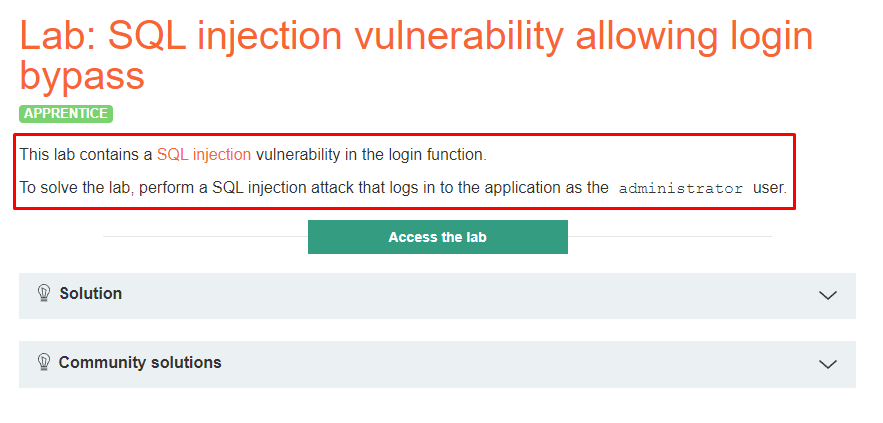 Lab: SQL injection vulnerability allowing login
bypass
APPRENTICE
This lab contains a SQL injection vulnerability in the login function.
To solve the lab, perform a SQL injection attack that logs in to the application as the administrator user.
Access the lab
Solution
Community solutions